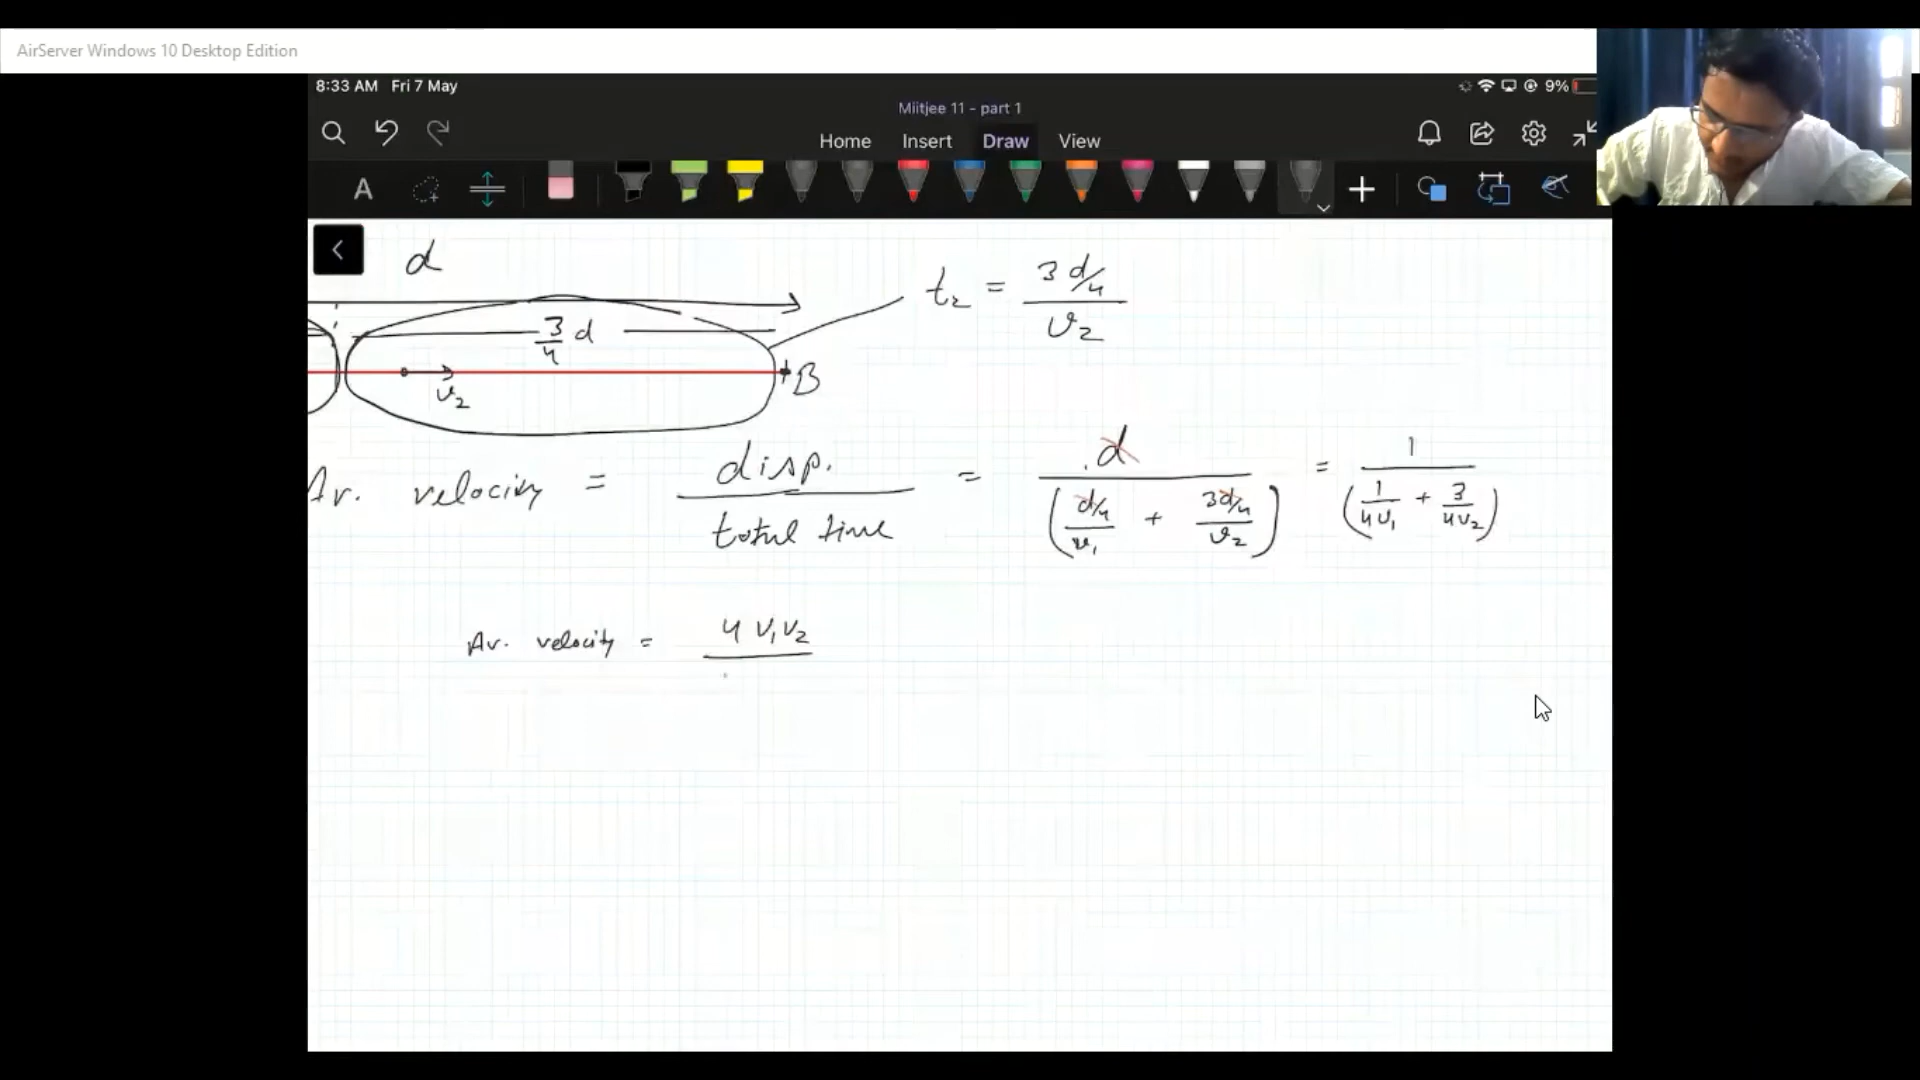 AirServer Windows 10 Desktop Edition
8:33 AM Fri 7 May
9%
Miitjee 11 - part 1
Home Insert Draw View
A
d
t₂ = (3d/4)/v₂
3/4 d
v₂
B
Av. velocity = disp./total time = d/((d/4)/v₁ + (3d/4)/v₂) = 1/(1/4v₁ + 3/4v₂)
Av. velocity = 4 v₁v₂